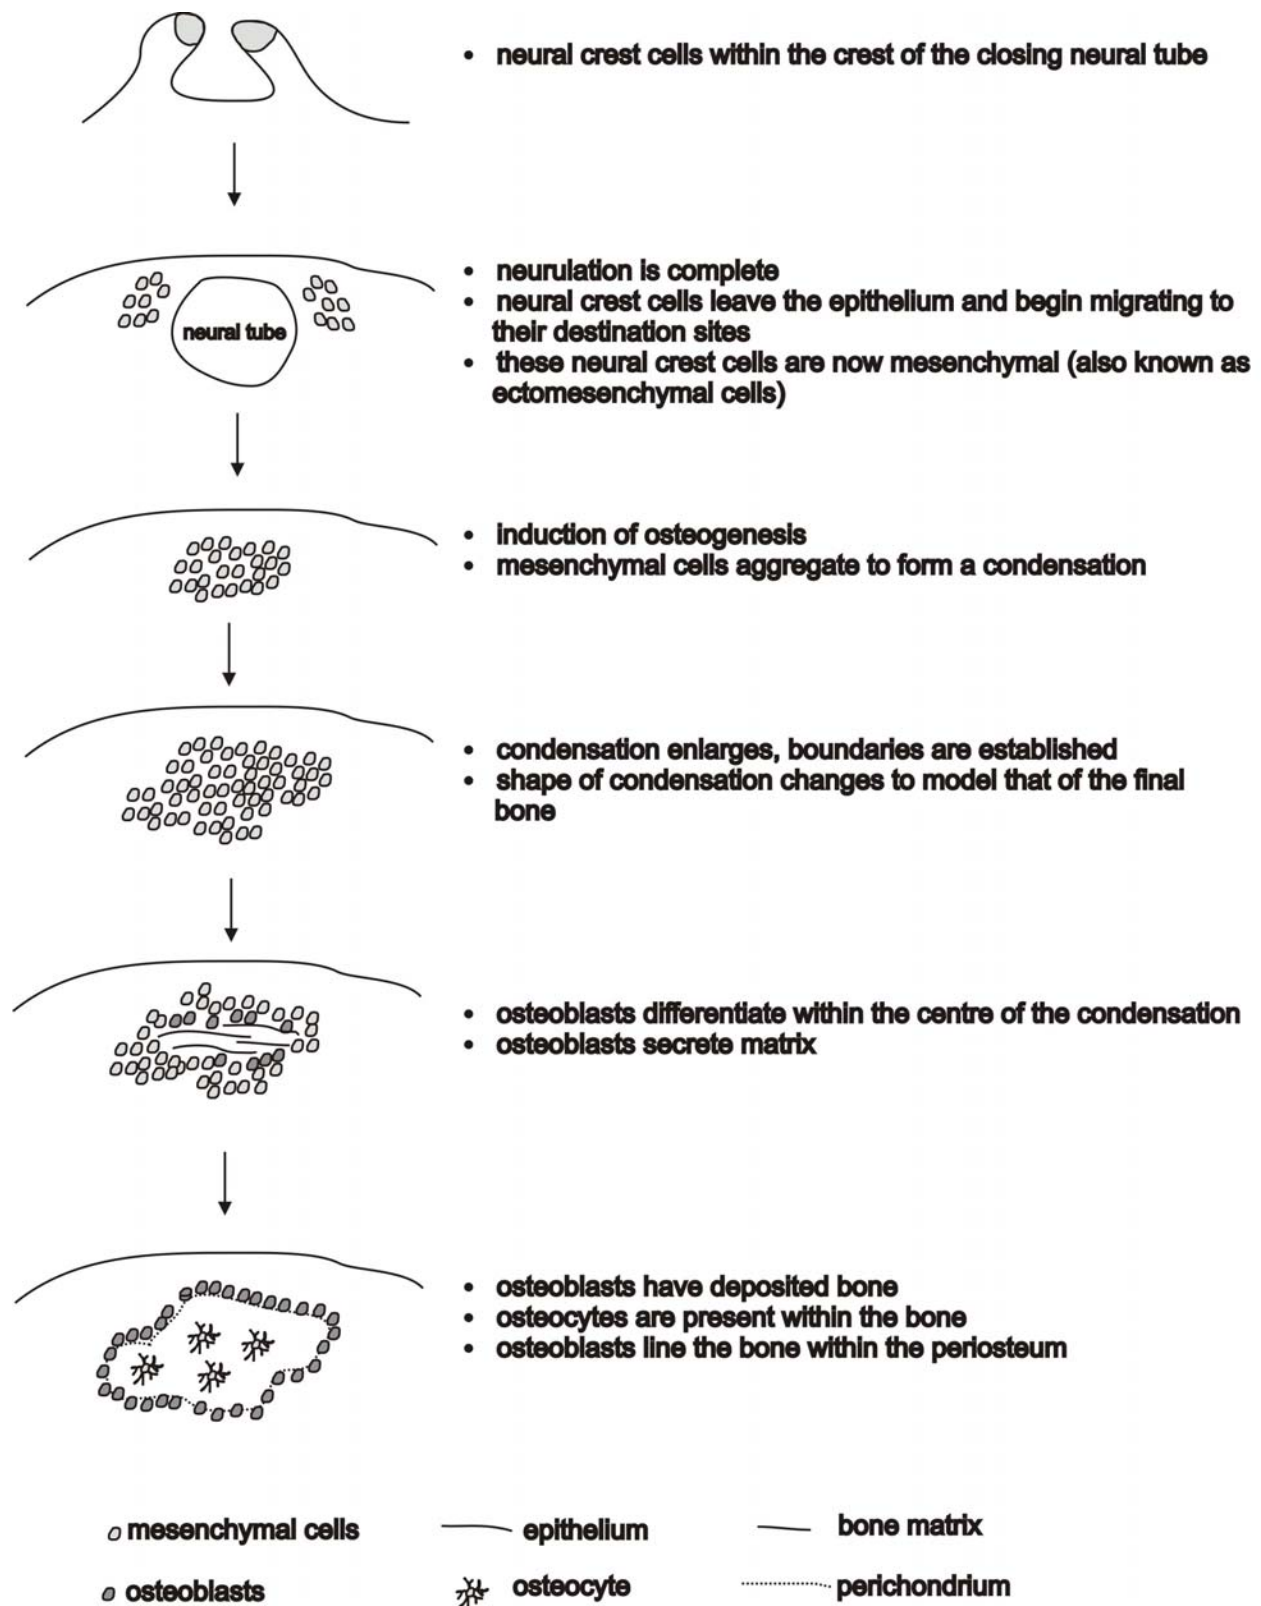 • neural crest cells within the crest of the closing neural tube
• neurulation is complete
• neural crest cells leave the epithelium and begin migrating to
their destination sites
• these neural crest cells are now mesenchymal (also known as
ectomesenchymal cells)
neural tube
• induction of osteogenesis
• mesenchymal cells aggregate to form a condensation
• condensation enlarges, boundaries are established
• shape of condensation changes to model that of the final
bone
• osteoblasts differentiate within the centre of the condensation
• osteoblasts secrete matrix
• osteoblasts have deposited bone
• osteocytes are present within the bone
• osteoblasts line the bone within the periosteum
mesenchymal cells
epithelium
bone matrix
osteoblasts
osteocyte
perichondrium